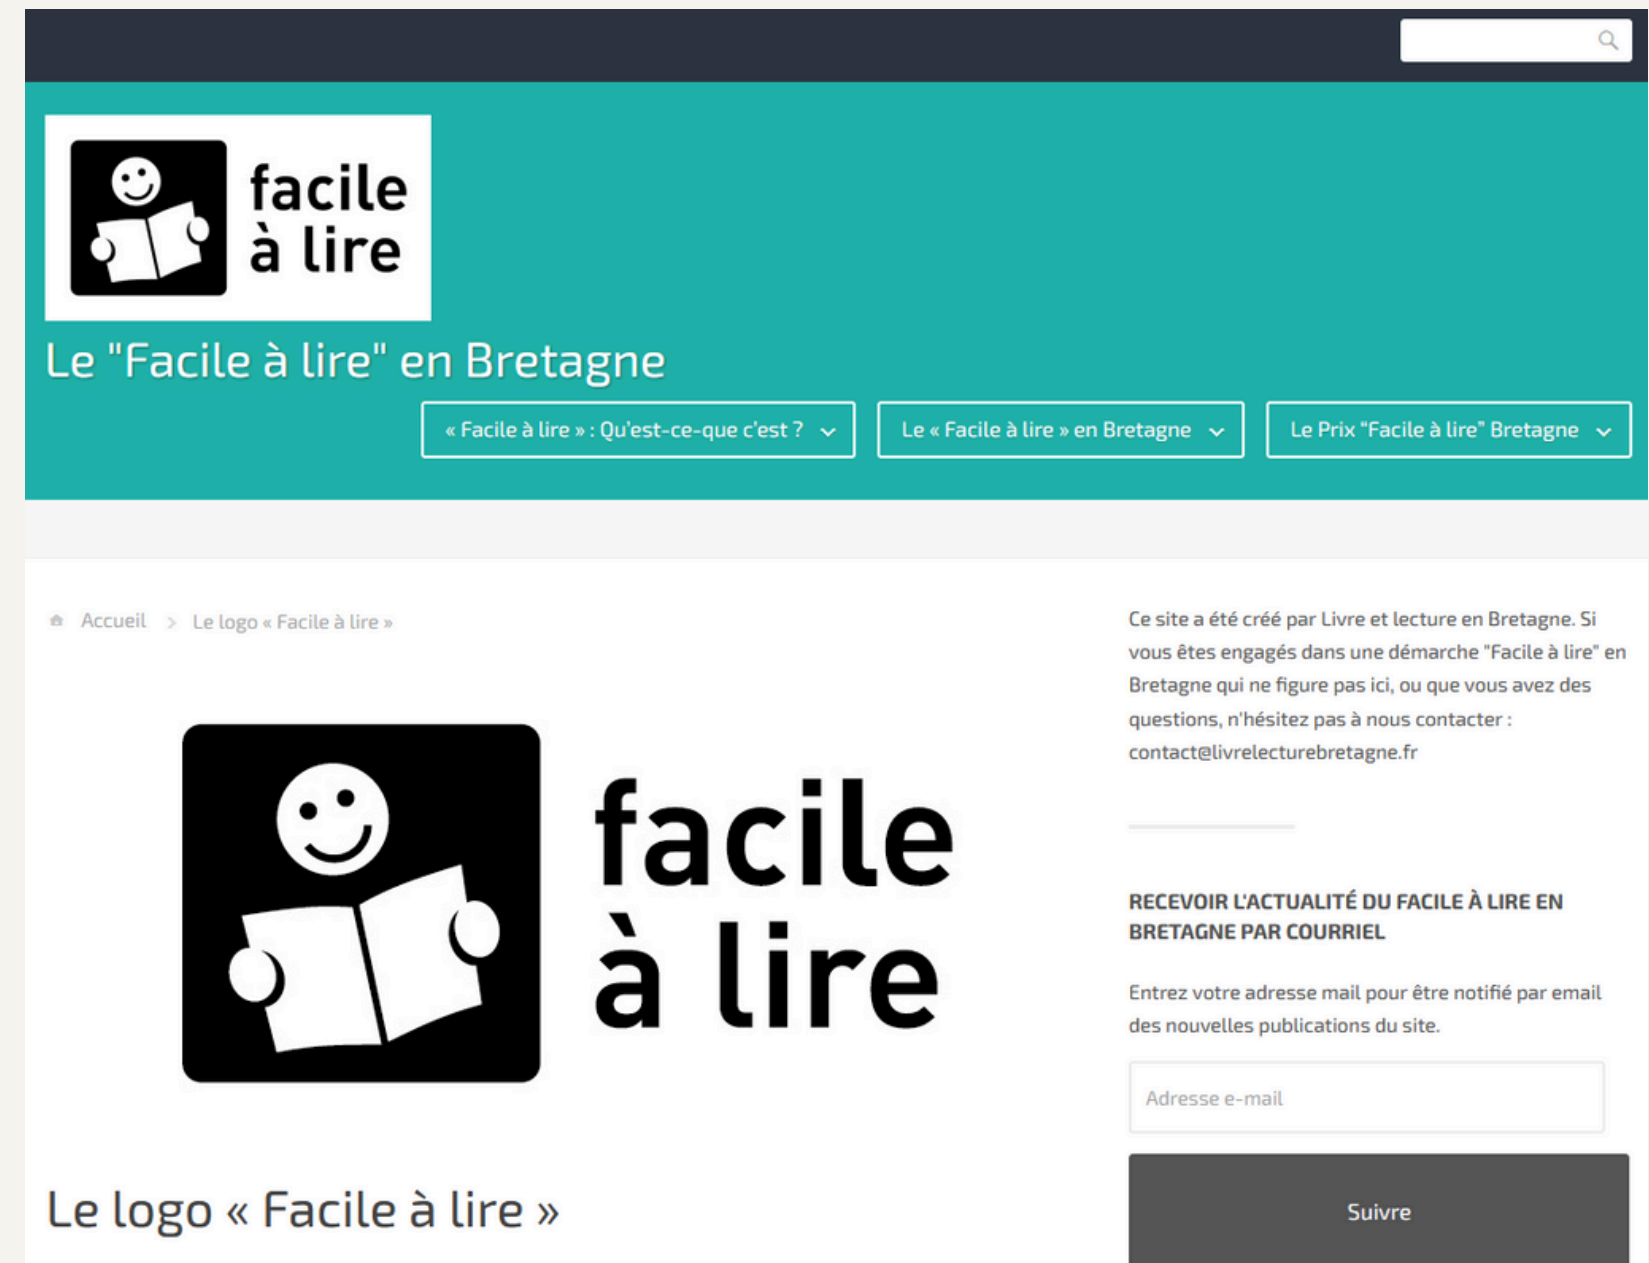 facile
à lire
Le "Facile à lire" en Bretagne
« Facile à lire » : Qu'est-ce-que c'est ?
Le « Facile à lire » en Bretagne
Le Prix “Facile à lire” Bretagne
Accueil > Le logo « Facile à lire »
facile
à lire
Le logo « Facile à lire »
Ce site a été créé par Livre et lecture en Bretagne. Si
vous êtes engagés dans une démarche "Facile à lire" en
Bretagne qui ne figure pas ici, ou que vous avez des
questions, n'hésitez pas à nous contacter :
contact@livrelecturebretagne.fr
RECEVOIR L'ACTUALITÉ DU FACILE À LIRE EN
BRETAGNE PAR COURRIEL
Entrez votre adresse mail pour être notifié par email
des nouvelles publications du site.
Adresse e-mail
Suivre